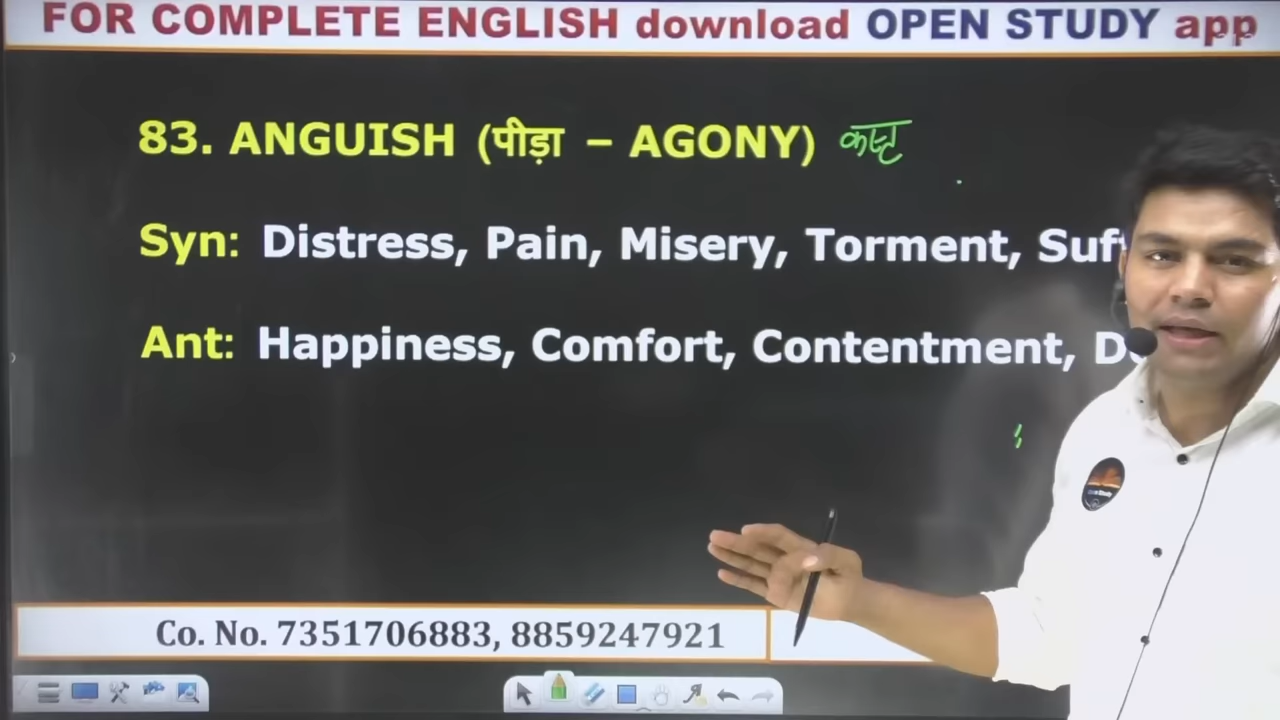 FOR COMPLETE ENGLISH download OPEN STUDY app
83. ANGUISH (पीड़ा – AGONY) कष्ट
Syn: Distress, Pain, Misery, Torment,
Ant: Happiness, Comfort, Contentment,
Co. No. 7351706883, 8859247921